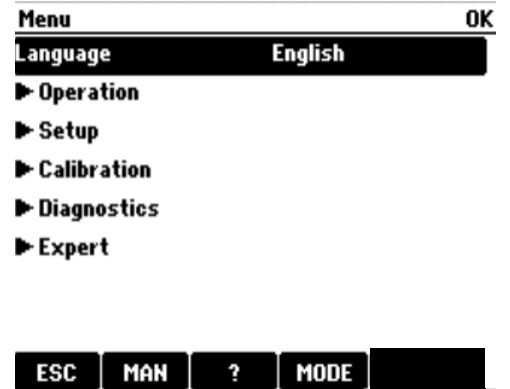 Menu OK
Language English
Operation
Setup
Calibration
Diagnostics
Expert
ESC MAN ? MODE